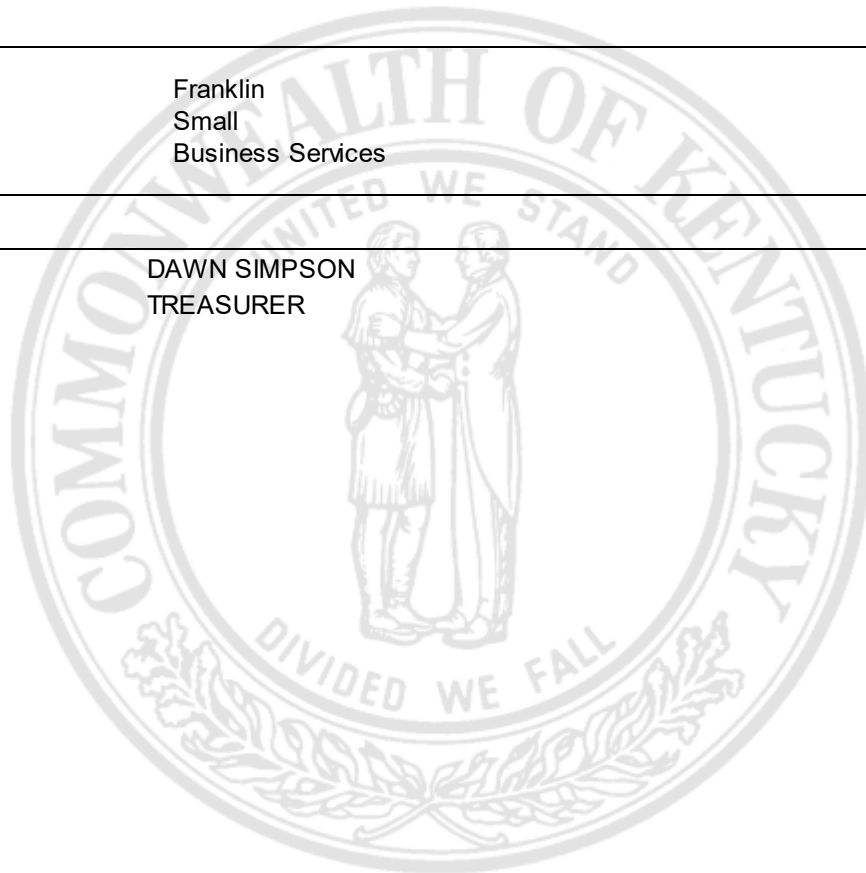 COMMONWEALTH OF KENTUCKY
Franklin
Small
Business Services
UNITED WE STAND
DAWN SIMPSON
TREASURER
DIVIDED WE FALL